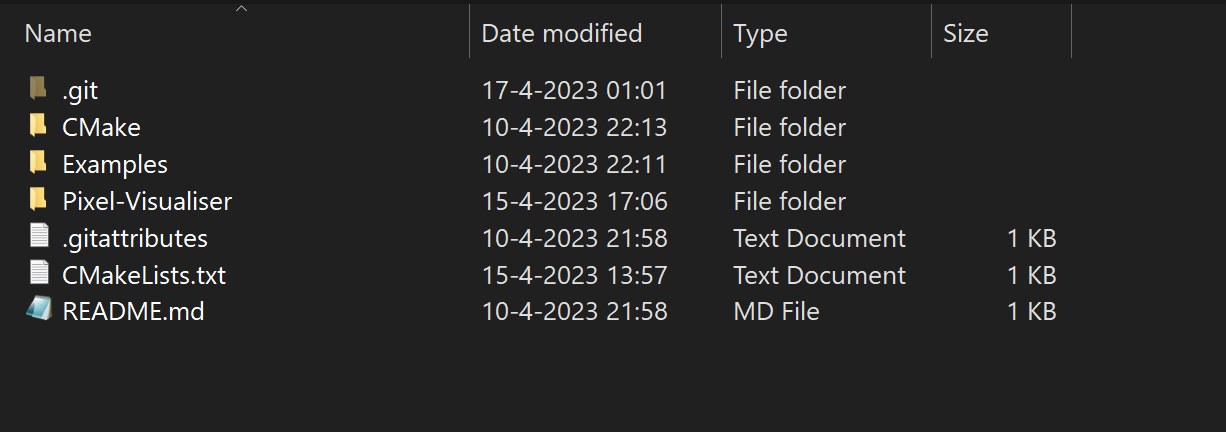 Name Date modified Type Size
.git 17-4-2023 01:01 File folder
CMake 10-4-2023 22:13 File folder
Examples 10-4-2023 22:11 File folder
Pixel-Visualiser 15-4-2023 17:06 File folder
.gitattributes 10-4-2023 21:58 Text Document 1 KB
CMakeLists.txt 15-4-2023 13:57 Text Document 1 KB
README.md 10-4-2023 21:58 MD File 1 KB